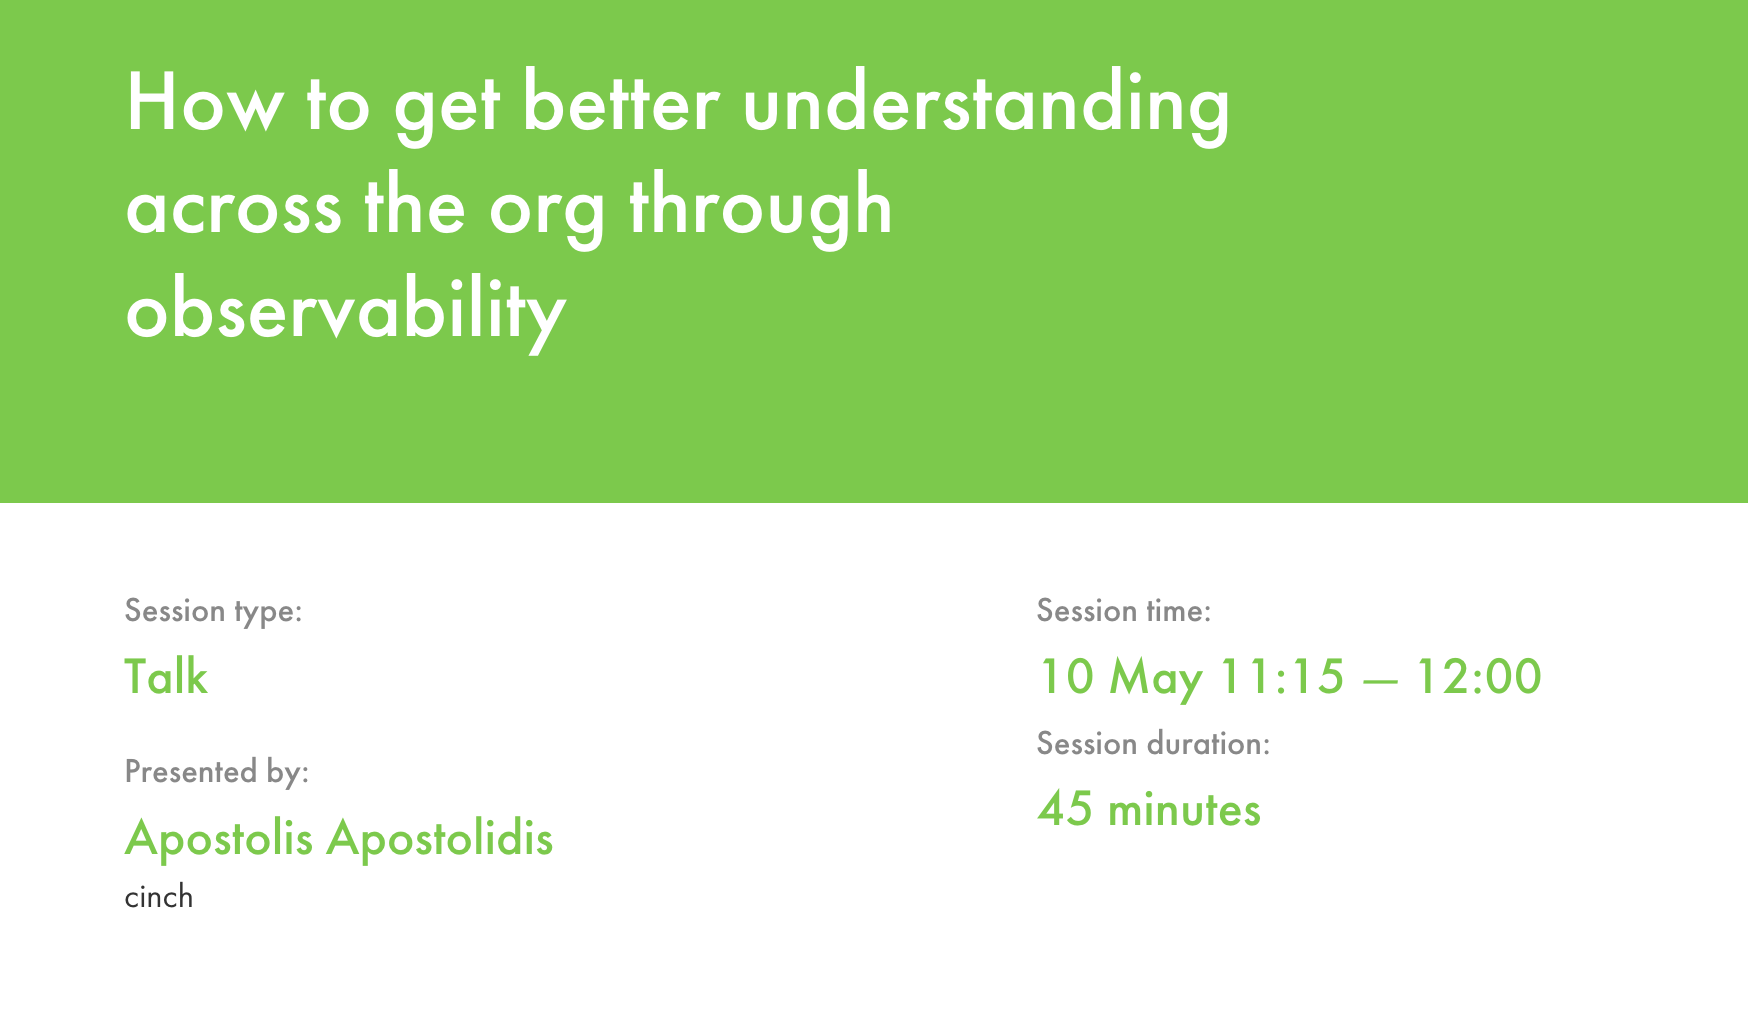 How to get better understanding
across the org through
observability
Session type:
Talk
Presented by:
Apostolis Apostolidis
cinch
Session time:
10 May 11:15 — 12:00
Session duration:
45 minutes